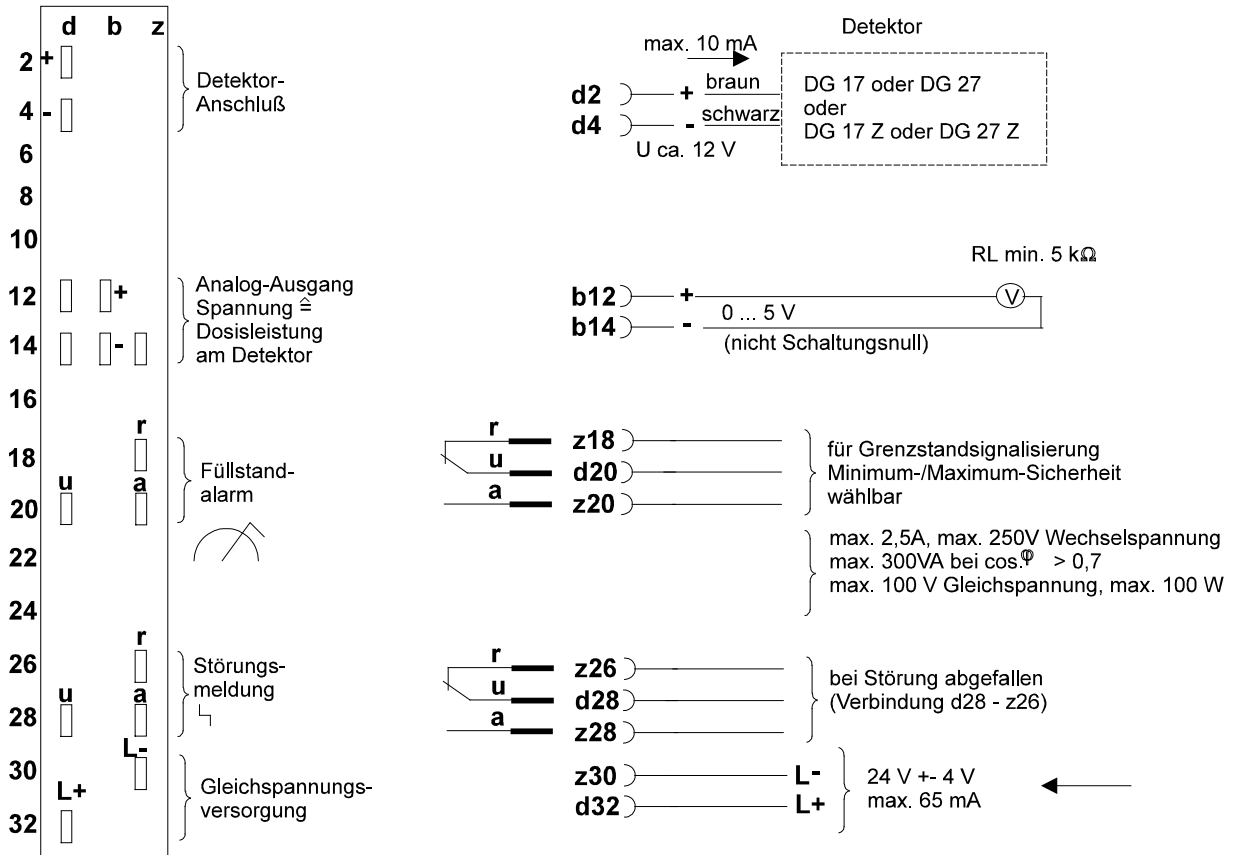 d b z
2 +
4 -
6
8
10
12 +
14 -
16
r
18
u a
20
22
24
r
26
u a
28
L-
30
L+
32
Detektor-
Anschluß
Analog-Ausgang
Spannung ≙
Dosisleistung
am Detektor
Füllstand-
alarm
Störungs-
meldung
Gleichspannungs-
versorgung
Detektor
max. 10 mA
d2 + braun
d4 - schwarz
U ca. 12 V
DG 17 oder DG 27
oder
DG 17 Z oder DG 27 Z
RL min. 5 kΩ
b12 + V
0 ... 5 V
b14 -
(nicht Schaltungsnull)
r z18
u d20
a z20
für Grenzstandsignalisierung
Minimum-/Maximum-Sicherheit
wählbar
max. 2,5A, max. 250V Wechselspannung
max. 300VA bei cos.φ > 0,7
max. 100 V Gleichspannung, max. 100 W
r z26
u d28
a z28
bei Störung abgefallen
(Verbindung d28 - z26)
z30 L-
d32 L+
24 V +- 4 V
max. 65 mA